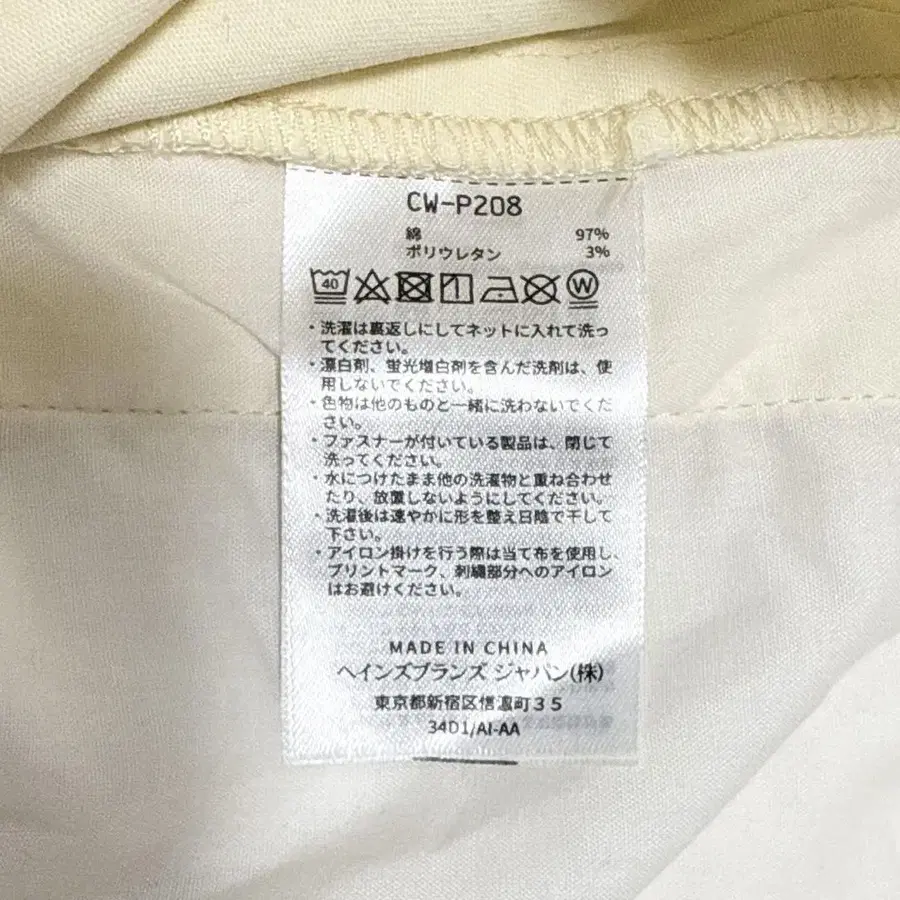 CW-P208
綿 97%
ポリウレタン 3%
40 W
・洗濯は裏返しにしてネットに入れて洗っ
てください。
・漂白剤、蛍光増白剤を含んだ洗剤は、使
用しないでください。
・色物は他のものと一緒に洗わないでくだ
さい。
・ファスナーが付いている製品は、閉じて
洗ってください。
・水につけたまま他の洗濯物と重ね合わせ
たり、放置しないようにしてください。
・洗濯後は速やかに形を整え日陰で干して
下さい。
・アイロン掛けを行う際は当て布を使用し、
プリントマーク、刺繍部分へのアイロン
はお避けください。
MADE IN CHINA
ヘインズブランズ ジャパン(株)
東京都新宿区信濃町35
34D1/AI-AA